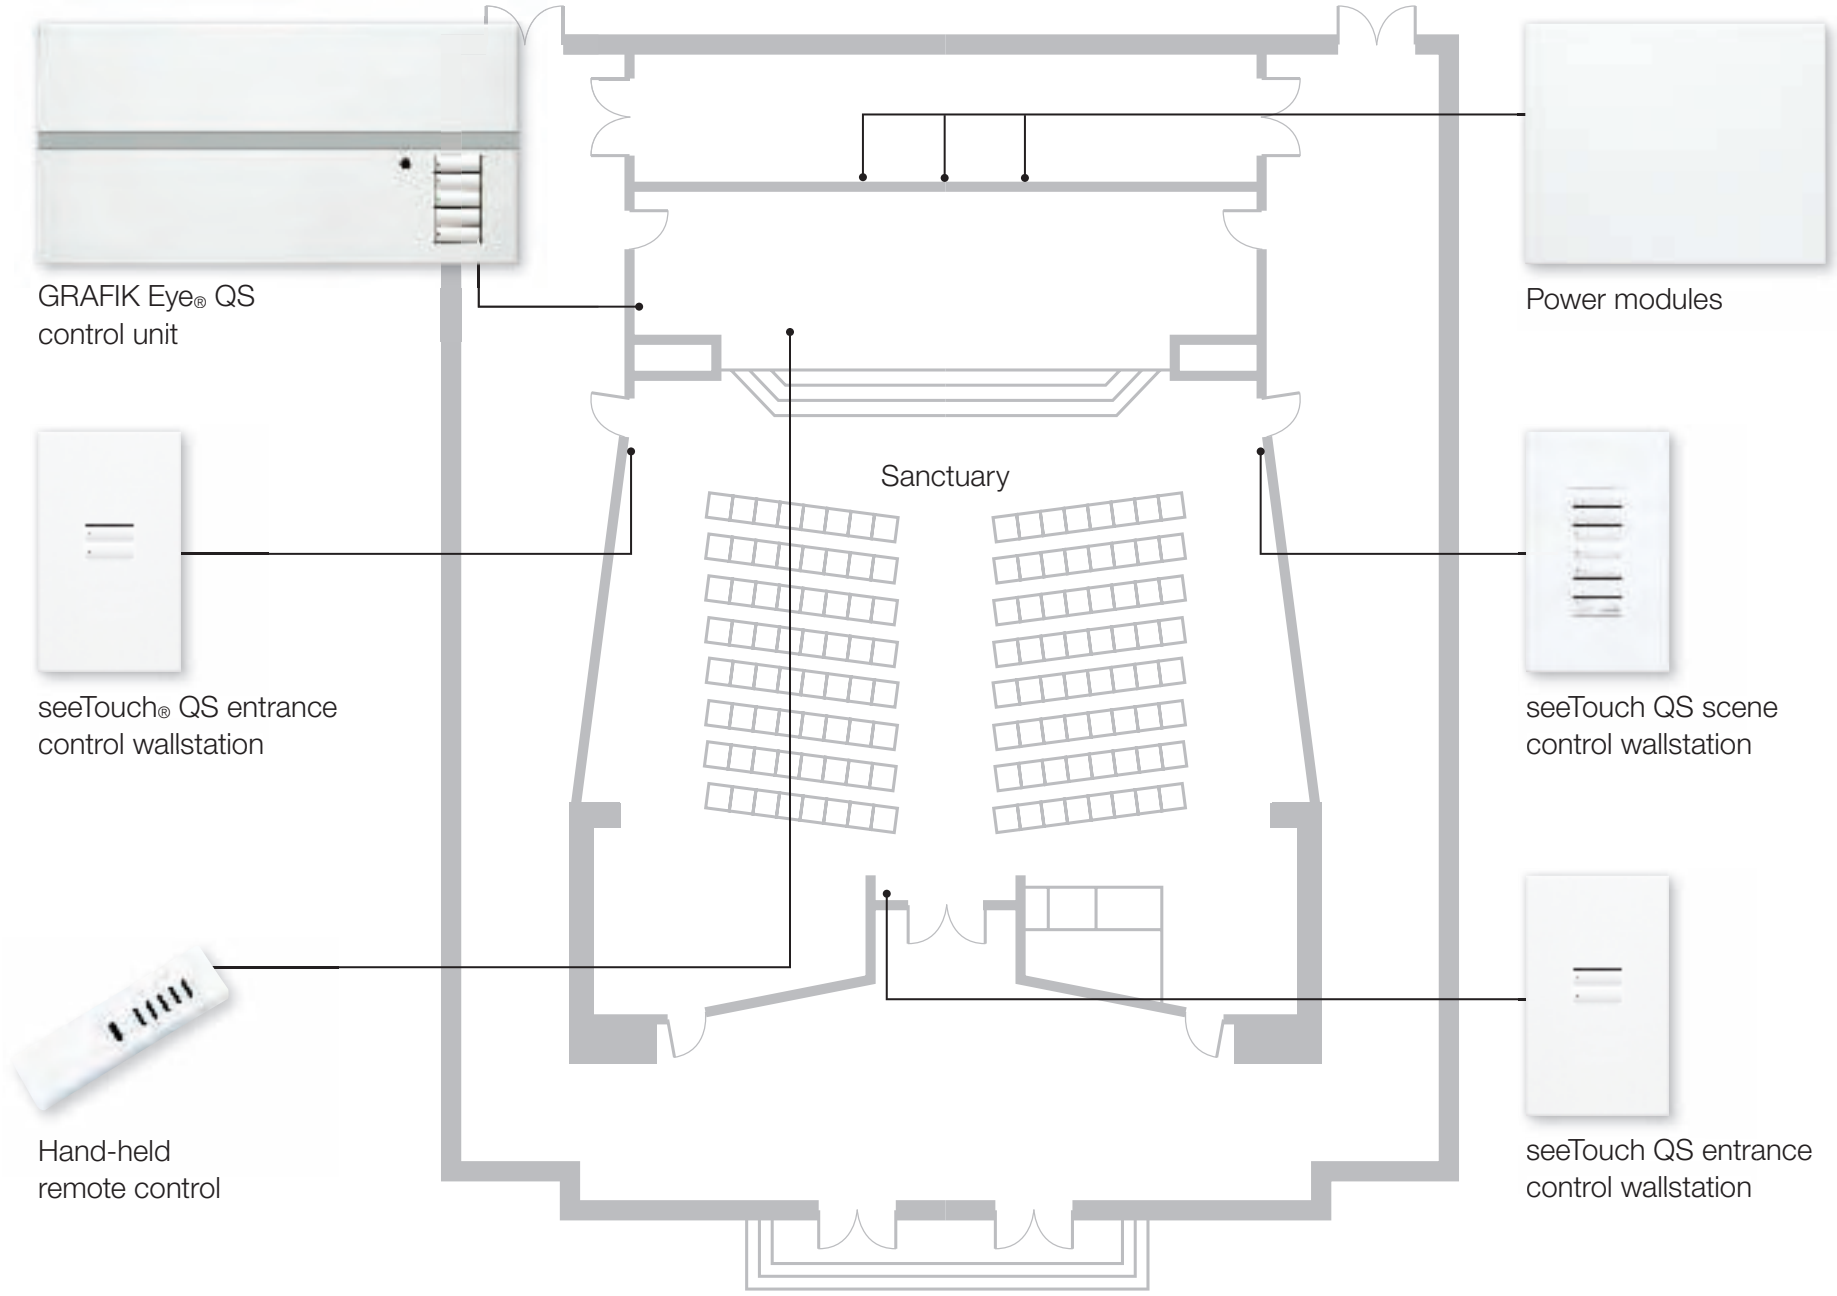 GRAFIK Eye® QS
control unit
Power modules
Sanctuary
seeTouch® QS entrance
control wallstation
seeTouch QS scene
control wallstation
Hand-held
remote control
seeTouch QS entrance
control wallstation